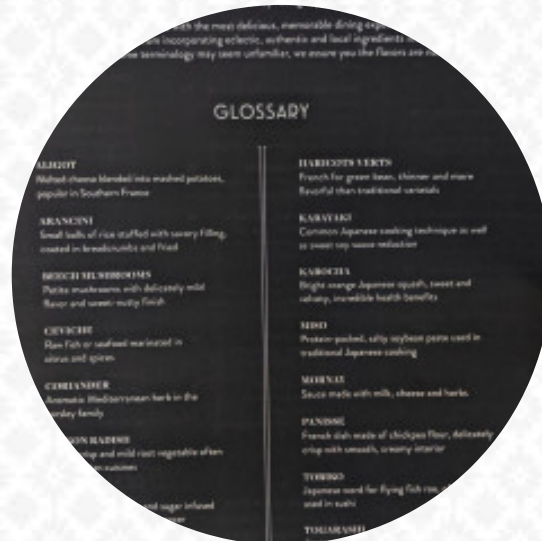 with the most delicious, memorable dining
incorporating eclectic, authentic and local ingredients
terminology may seem unfamiliar, we assure you the flavors are
GLOSSARY
ALIGOT
Melted cheese blended into mashed potatoes,
popular in Southern France
ARANCINI
Small balls of rice stuffed with savory filling,
coated in breadcrumbs and fried
BEECH MUSHROOMS
Petite mushrooms with delicately mild
flavor and sweet-nutty finish
CEVICHE
Raw fish or seafood marinated in
citrus and spices
CORIANDER
Aromatic Mediterranean herb in the
parsley family
RADISH
crisp and mild root vegetable often
summer
and sugar infused
HARICOTS VERTS
French for green bean, thinner and more
flavorful than traditional varietals
KABAYAKI
Common Japanese cooking technique as well
as sweet soy sauce reduction
KABOCHA
Bright orange Japanese squash, sweet and
velvety, incredible health benefits
MISO
Protein-packed, salty soybean paste used in
traditional Japanese cooking
MORNAY
Sauce made with milk, cheese and herbs
PANISSE
French dish made of chickpea flour, delicately
crisp with smooth, creamy interior
TOBIKO
Japanese word for flying fish roe,
used in sushi
TOGARASHI